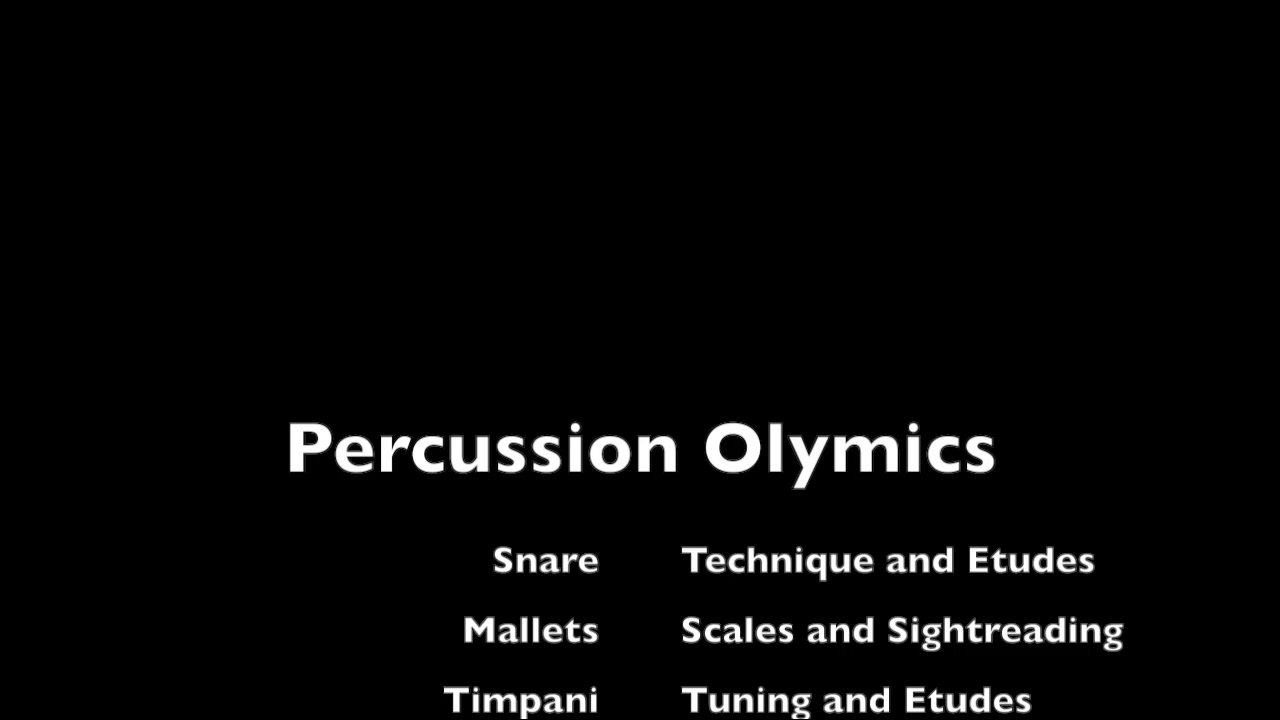 Percussion Olymics
Snare Technique and Etudes
Mallets Scales and Sightreading
Timpani Tuning and Etudes